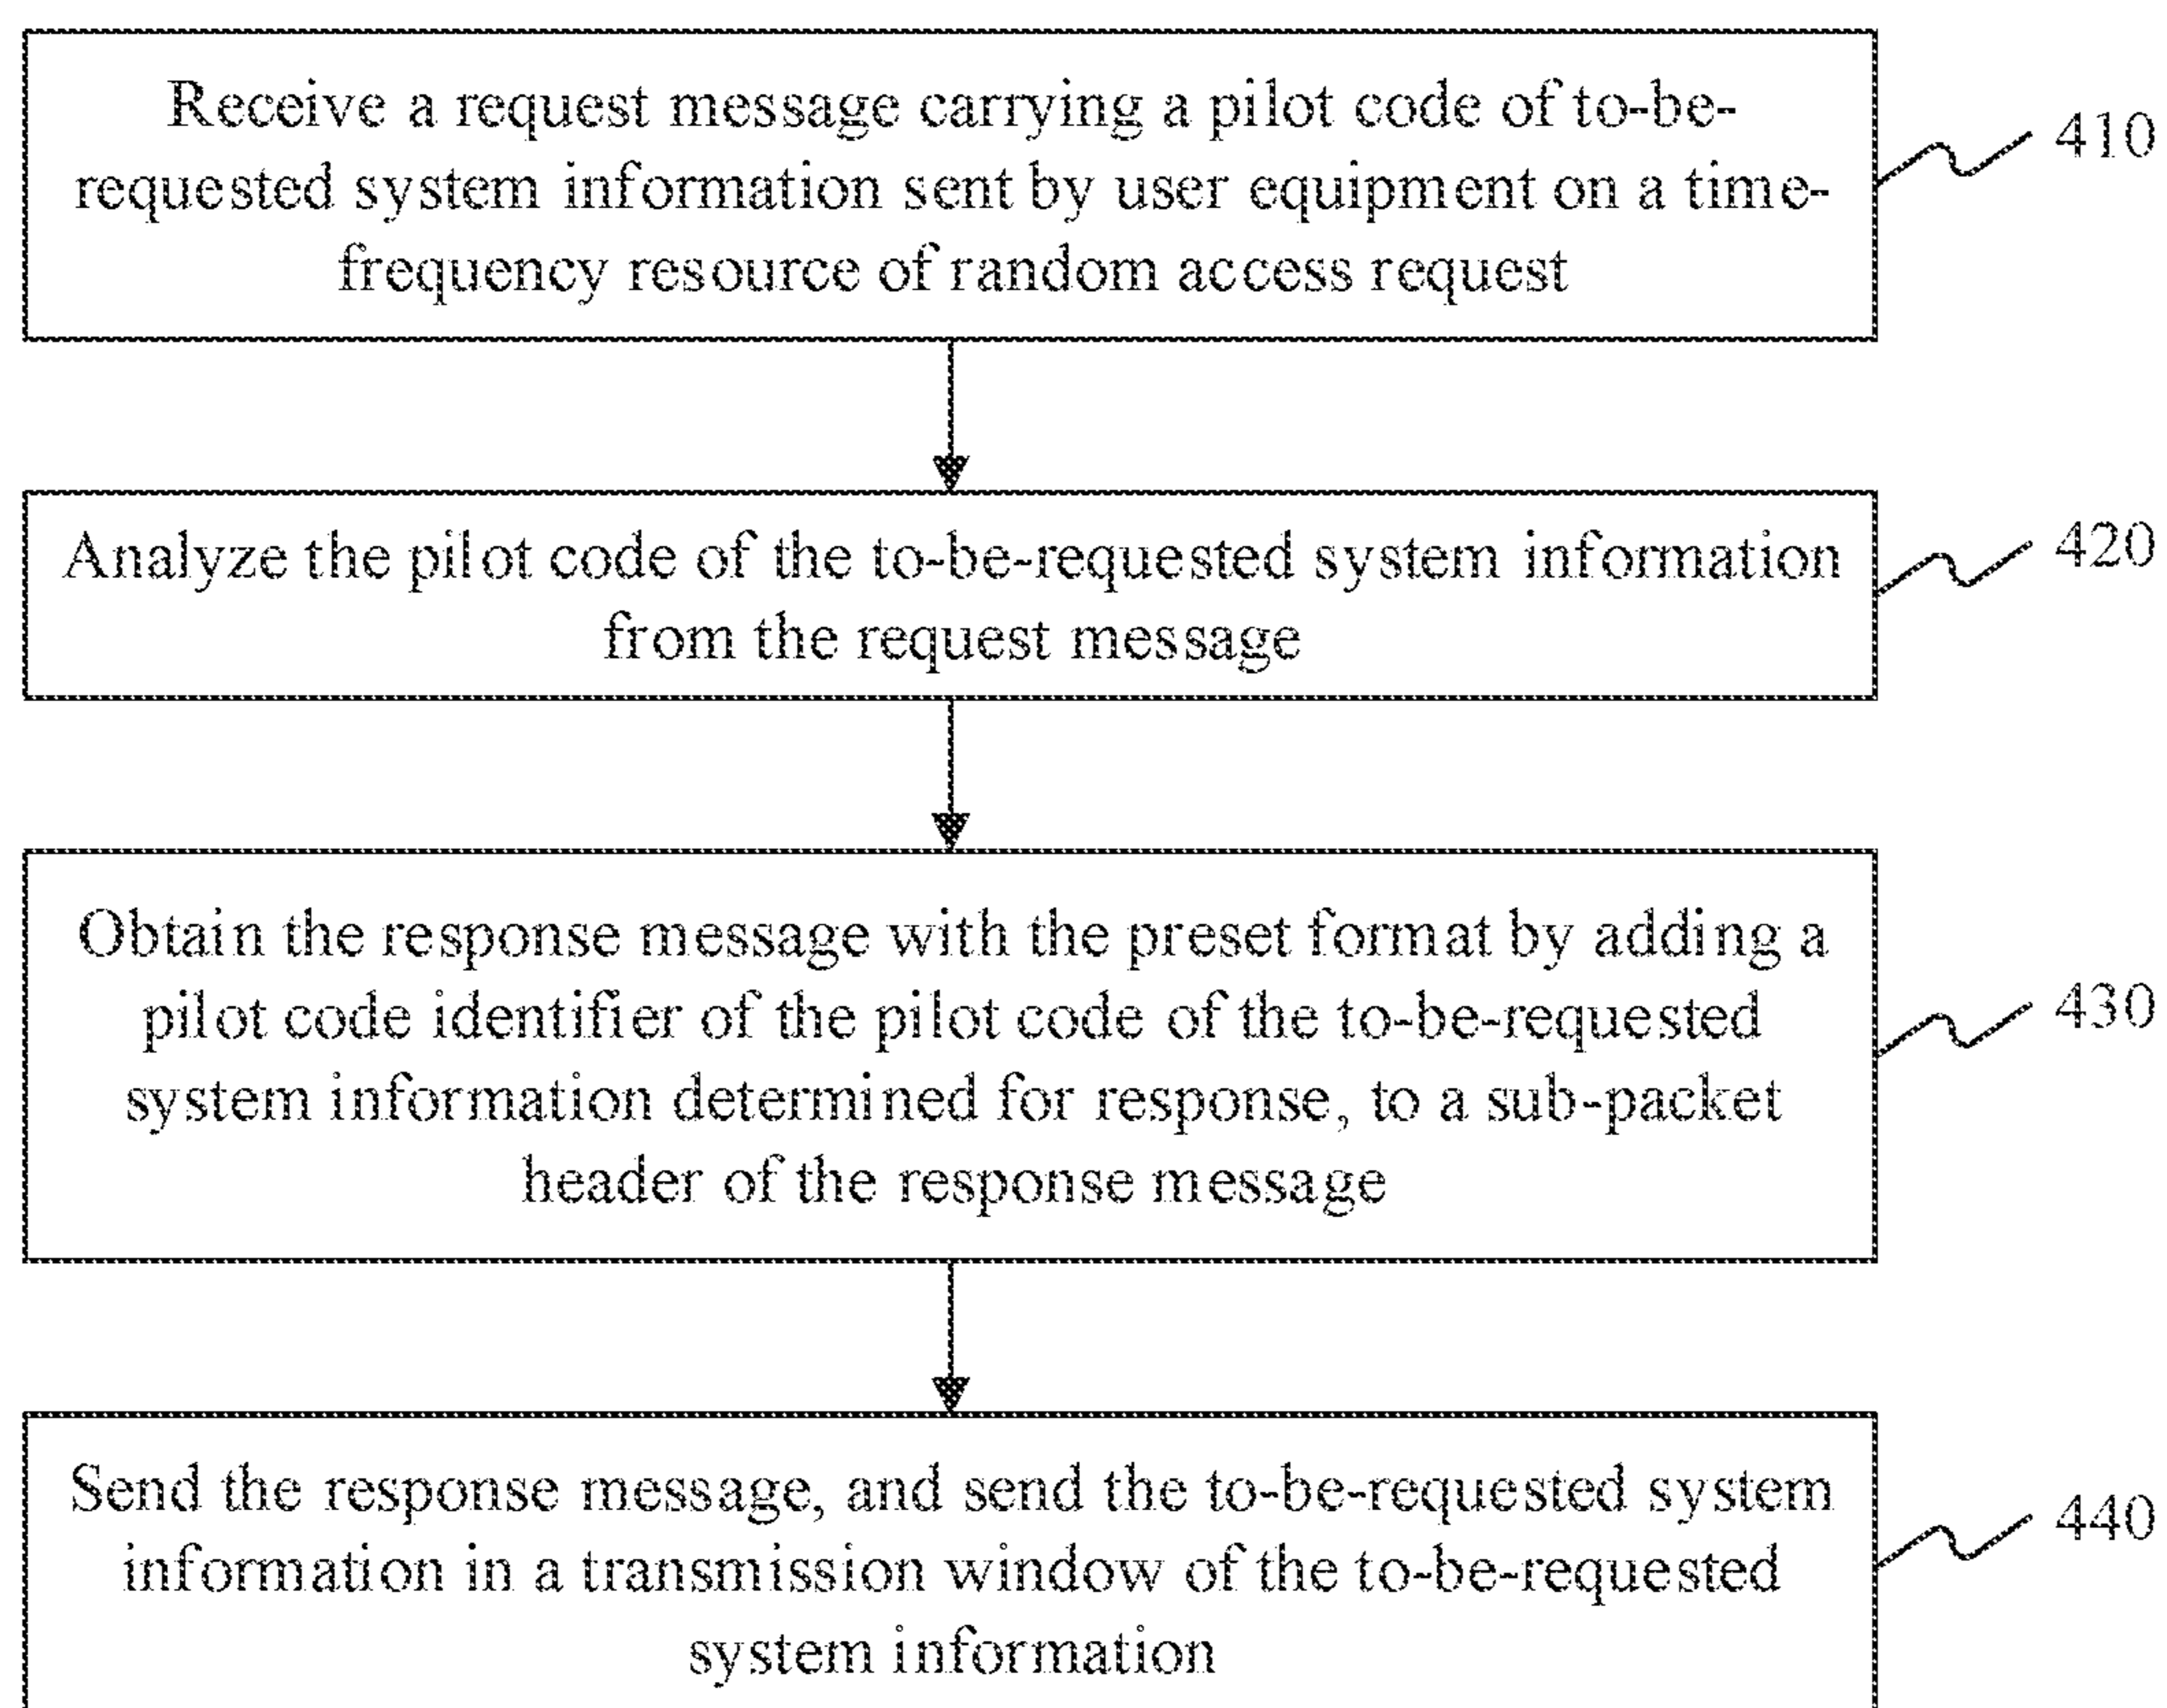 Receive a request message carrying a pilot code of to-be-
requested system information sent by user equipment on a time-
frequency resource of random access request
410
Analyze the pilot code of the to-be-requested system information
from the request message
420
Obtain the response message with the preset format by adding a
pilot code identifier of the pilot code of the to-be-requested
system information determined for response, to a sub-packet
header of the response message
430
Send the response message, and send the to-be-requested system
information in a transmission window of the to-be-requested
system information
440